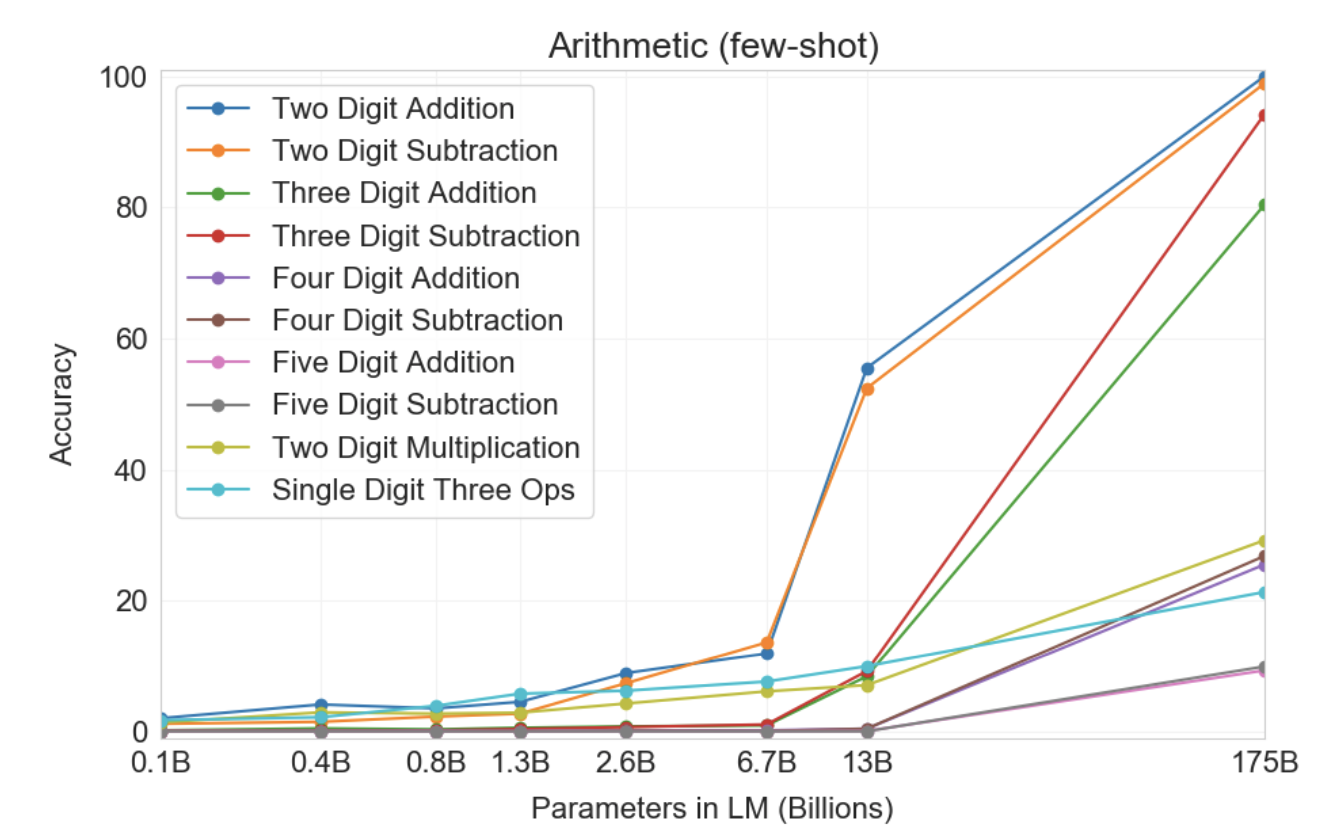 Arithmetic (few-shot)
100
80
60
40
20
0
Accuracy
Two Digit Addition
Two Digit Subtraction
Three Digit Addition
Three Digit Subtraction
Four Digit Addition
Four Digit Subtraction
Five Digit Addition
Five Digit Subtraction
Two Digit Multiplication
Single Digit Three Ops
0.1B 0.4B 0.8B 1.3B 2.6B 6.7B 13B 175B
Parameters in LM (Billions)